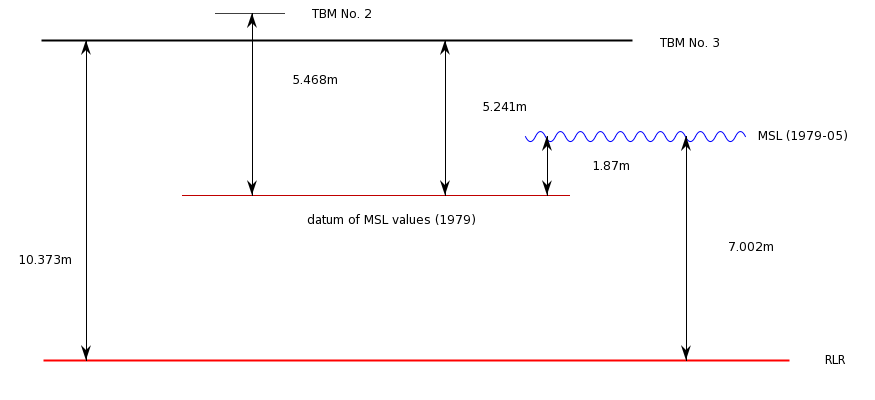 TBM No. 2
TBM No. 3
5.468m
5.241m
MSL (1979-05)
1.87m
datum of MSL values (1979)
7.002m
10.373m
RLR